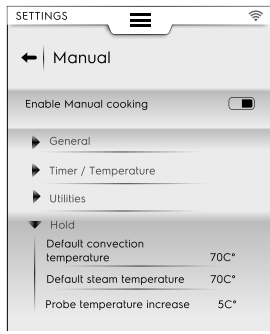 SETTINGS
Manual
Enable Manual cooking
General
Timer / Temperature
Utilities
Hold
Default convection
temperature 70C°
Default steam temperature 70C°
Probe temperature increase 5C°